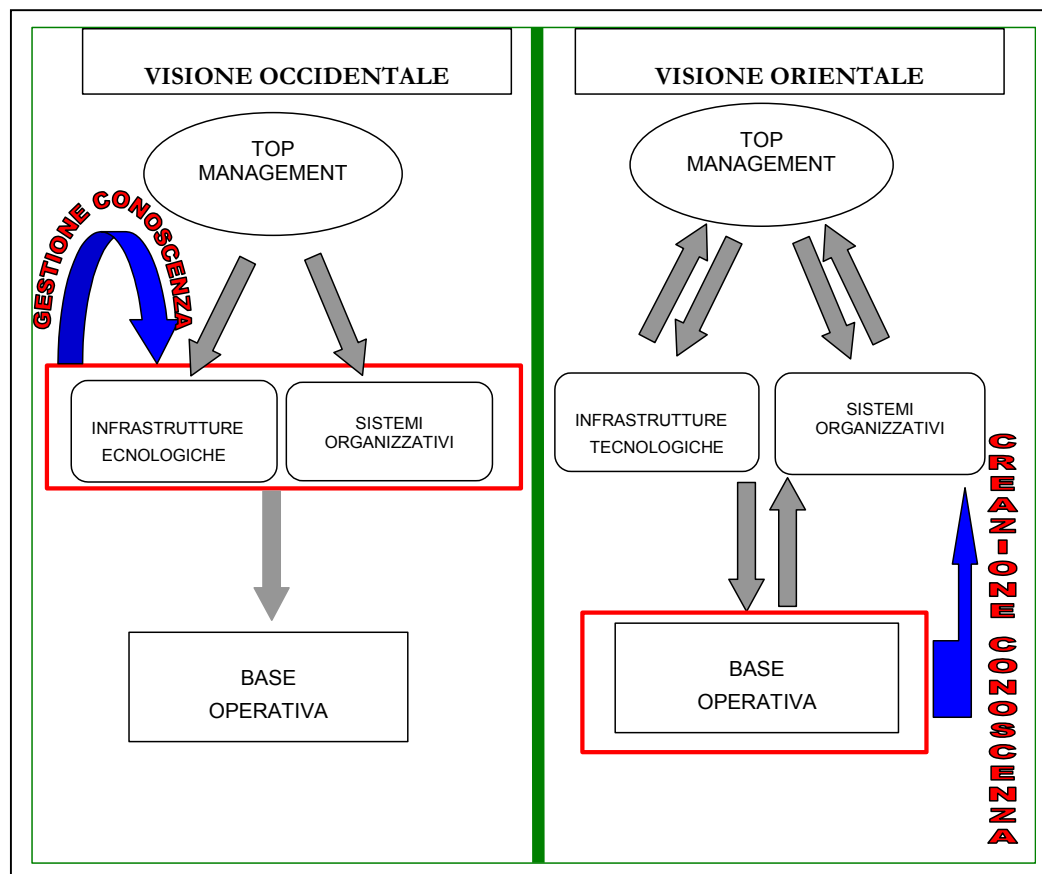 VISIONE OCCIDENTALE
TOP
MANAGEMENT
GESTIONE CONOSCENZA
INFRASTRUTTURE
ECNOLOGICHE
SISTEMI
ORGANIZZATIVI
BASE
OPERATIVA
VISIONE ORIENTALE
TOP
MANAGEMENT
INFRASTRUTTURE
TECNOLOGICHE
SISTEMI
ORGANIZZATIVI
CREAZIONE CONOSCENZA
BASE
OPERATIVA